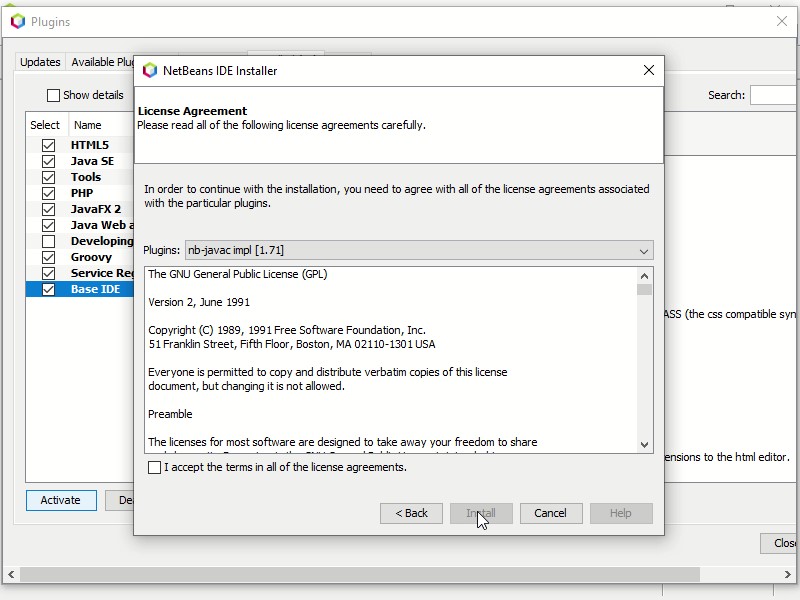 Plugins
Updates
Available Plug
Show details
Search:
Select
Name
HTML5
Java SE
Tools
PHP
JavaFX 2
Java Web a
Developing
Groovy
Service Reg
Base IDE
Activate
Dea
NetBeans IDE Installer
License Agreement
Please read all of the following license agreements carefully.
In order to continue with the installation, you need to agree with all of the license agreements associated
with the particular plugins.
Plugins:
nb-javac impl [1.71]
The GNU General Public License (GPL)
Version 2, June 1991
Copyright (C) 1989, 1991 Free Software Foundation, Inc.
51 Franklin Street, Fifth Floor, Boston, MA 02110-1301 USA
Everyone is permitted to copy and distribute verbatim copies of this license
document, but changing it is not allowed.
Preamble
The licenses for most software are designed to take away your freedom to share
I accept the terms in all of the license agreements.
< Back
Install
Cancel
Help
ASS (the css compatible syn
ensions to the html editor.
Close